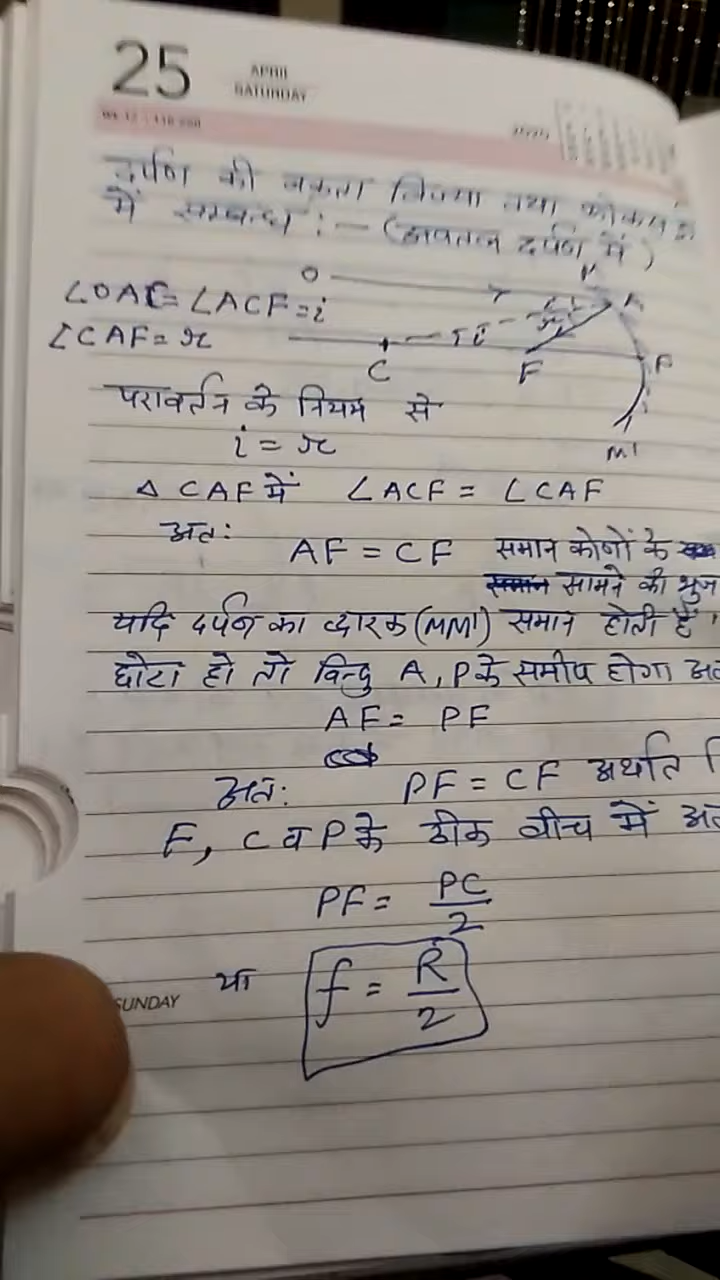 25
APRIL
SATURDAY
दर्पण की वक्रता त्रिज्या तथा
में सम्बन्ध :- (अवतल दर्पण में)
O
M
A
∠OAC = ∠ACF = i
∠CAF = r
i
r
C
F
P
M'
परावर्तन के नियम से
i = r
Δ CAF में ∠ACF = ∠CAF
अतः
AF = CF समान कोणों के
सामने की भुज
यदि दर्पण का द्वारक (MM') समान होती हैं।
छोटा हो तो विन्दु A, P के समीप होगा अत
AF = PF
अतः PF = CF अर्थात
F, C व P के ठीक बीच में अत
PF = PC/2
या f = R/2
SUNDAY